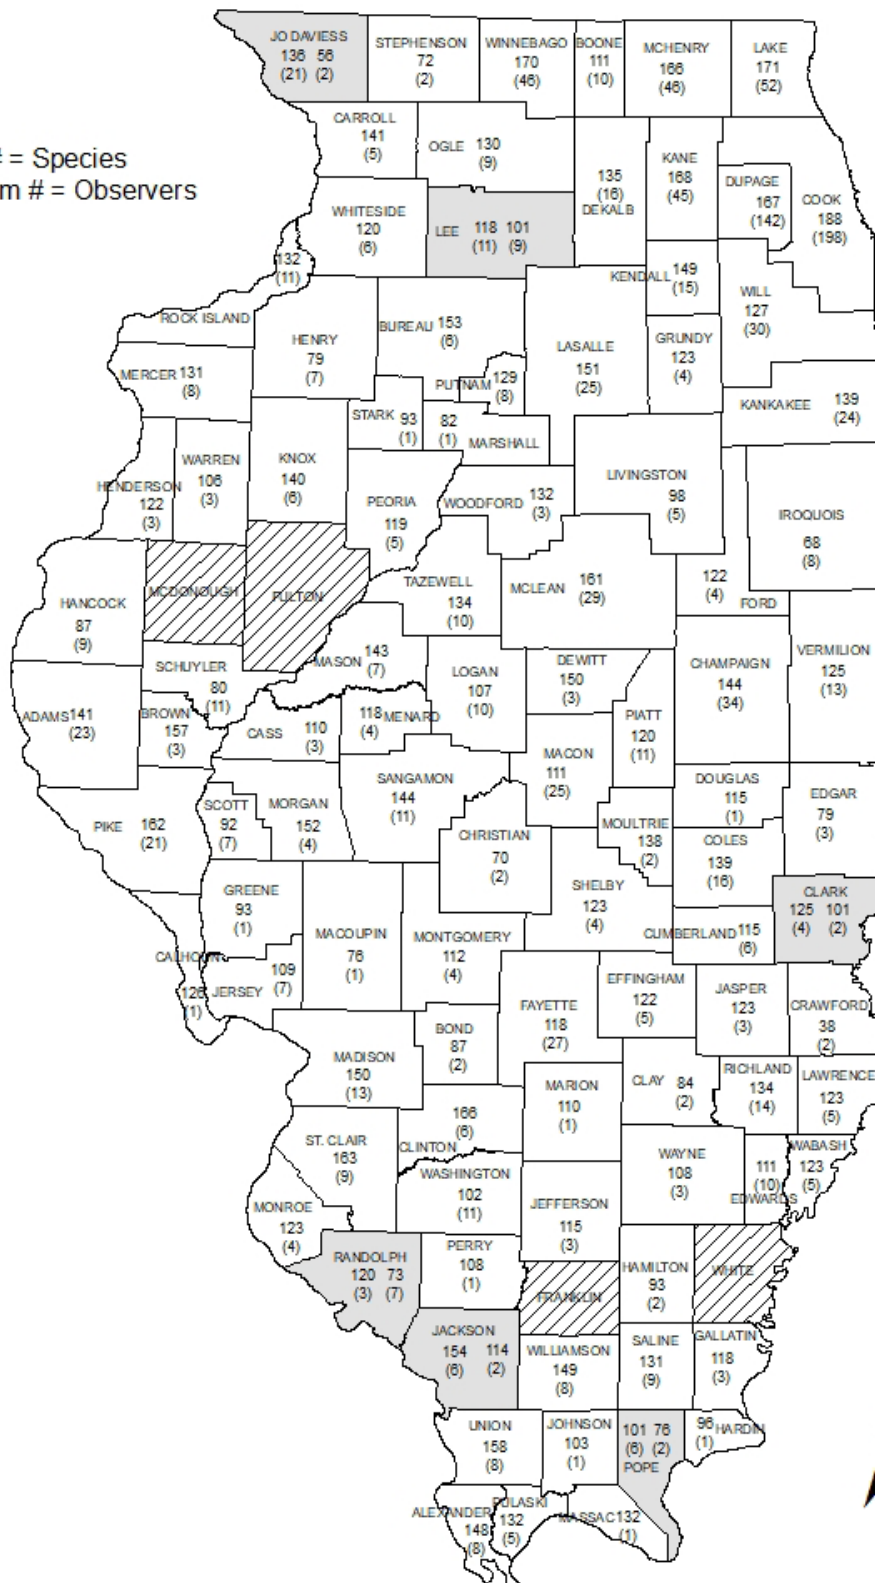 JO DAVIESS
136 56
(21) (2)
STEPHENSON
72
(2)
WINNEBAGO
170
(46)
BOONE
111
(10)
MCHENRY
166
(46)
LAKE
171
(52)
# = Species
m # = Observers
CARROLL
141
(5)
OGLE 130
(9)
135
(16)
DEKALB
KANE
168
(45)
DUPAGE
167
(142)
COOK
188
(198)
WHITESIDE
120
(6)
LEE 118 101
(11) (9)
132
(11)
ROCK ISLAND
KENDALL 149
(15)
WILL
127
(30)
HENRY
79
(7)
BUREAU 153
(6)
LASALLE
151
(25)
GRUNDY
123
(4)
MERCER 131
(8)
PUTNAM 129
(8)
KANKAKEE 139
(24)
STARK 93
(1)
82
(1) MARSHALL
HENDERSON
122
(3)
WARREN
106
(3)
KNOX
140
(6)
PEORIA
119
(5)
WOODFORD 132
(3)
LIVINGSTON
98
(5)
IROQUOIS
68
(8)
HANCOCK
87
(9)
MCDONOUGH
FULTON
TAZEWELL
134
(10)
MCLEAN 161
(29)
122
(4)
FORD
SCHUYLER
80
(11)
MASON 143
(7)
LOGAN
107
(10)
DEWITT
150
(3)
PIATT
120
(11)
CHAMPAIGN
144
(34)
VERMILION
125
(13)
ADAMS 141
(23)
BROWN
157
(3)
CASS 110
(3)
118 MENARD
(4)
MACON
111
(25)
PIKE 162
(21)
SCOTT
92
(7)
MORGAN
152
(4)
SANGAMON
144
(11)
CHRISTIAN
70
(2)
MOULTRIE
138
(2)
DOUGLAS
115
(1)
EDGAR
79
(3)
COLES
139
(16)
GREENE
93
(1)
MACOUPIN
76
(1)
MONTGOMERY
112
(4)
SHELBY
123
(4)
CUMBERLAND 115
(6)
CLARK
125 101
(4) (2)
CALHOUN
126
(1)
JERSEY 109
(7)
BOND
87
(2)
FAYETTE
118
(27)
EFFINGHAM
122
(5)
JASPER
123
(3)
CRAWFORD
38
(2)
MADISON
150
(13)
MARION
110
(1)
CLAY 84
(2)
RICHLAND
134
(14)
LAWRENCE
123
(5)
ST. CLAIR
163
(9)
166
(6)
CLINTON
WAYNE
108
(3)
111
(10)
EDWARDS
WABASH
123
(5)
MONROE
123
(4)
WASHINGTON
102
(11)
JEFFERSON
115
(3)
RANDOLPH
120 73
(3) (7)
PERRY
108
(1)
FRANKLIN
HAMILTON
93
(2)
WHITE
JACKSON
154 114
(6) (2)
WILLIAMSON
149
(8)
SALINE
131
(9)
GALLATIN
118
(3)
UNION
158
(8)
JOHNSON
103
(1)
101 76
(6) (2)
POPE
96 HARDIN
(1)
ALEXANDER
148
(8)
PULASKI
132
(5)
MASSAC 132
(1)